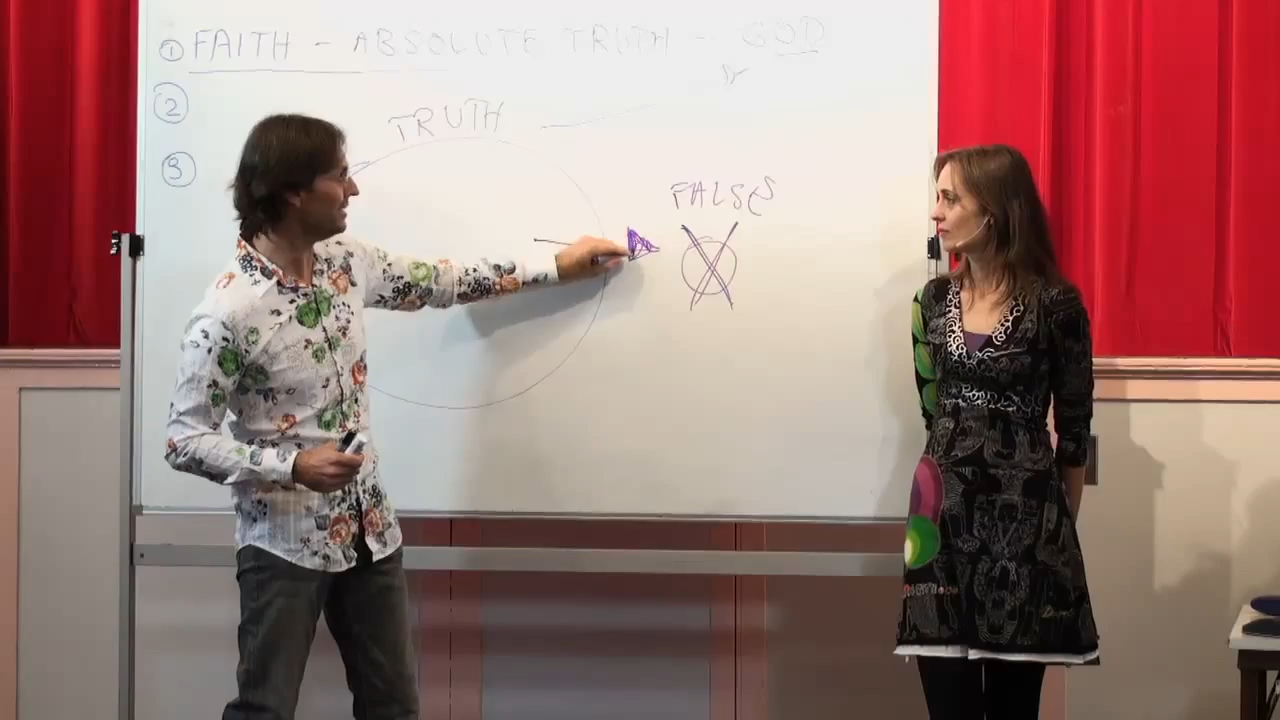 ① FAITH - ABSOLUTE TRUTH - GOD
②
③
TRUTH
FALSE